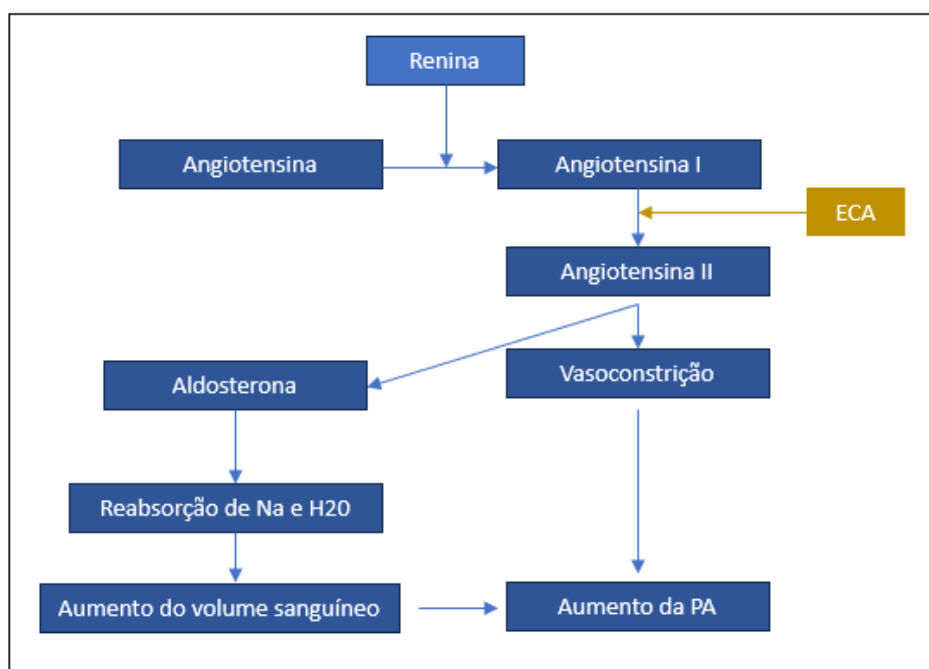 Renina
Angiotensina
Angiotensina I
ECA
Angiotensina II
Aldosterona
Vasoconstrição
Reabsorção de Na e H20
Aumento do volume sanguíneo
Aumento da PA